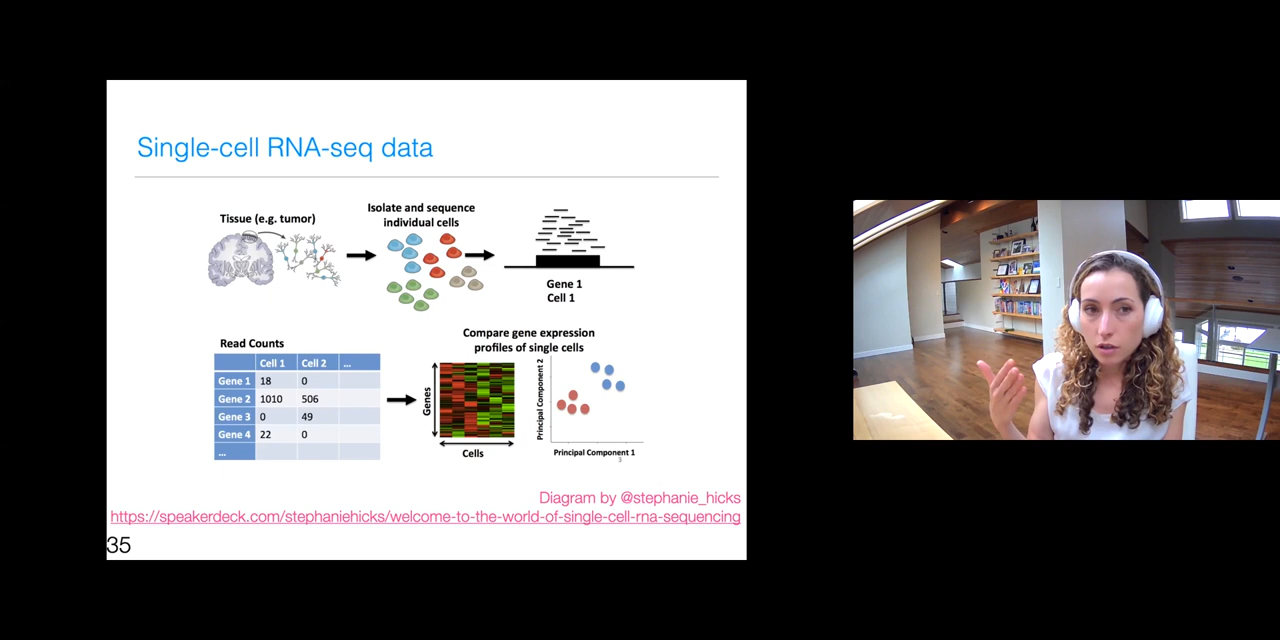 Single-cell RNA-seq data
Tissue (e.g. tumor)
Isolate and sequence
individual cells
Gene 1
Cell 1
Read Counts
Cell 1 Cell 2 ...
Gene 1 18 0
Gene 2 1010 506
Gene 3 0 49
Gene 4 22 0
...
Compare gene expression
profiles of single cells
Genes
Cells
Principal Component 2
Principal Component 1
3
Diagram by @stephanie_hicks
https://speakerdeck.com/stephaniehicks/welcome-to-the-world-of-single-cell-rna-sequencing
35